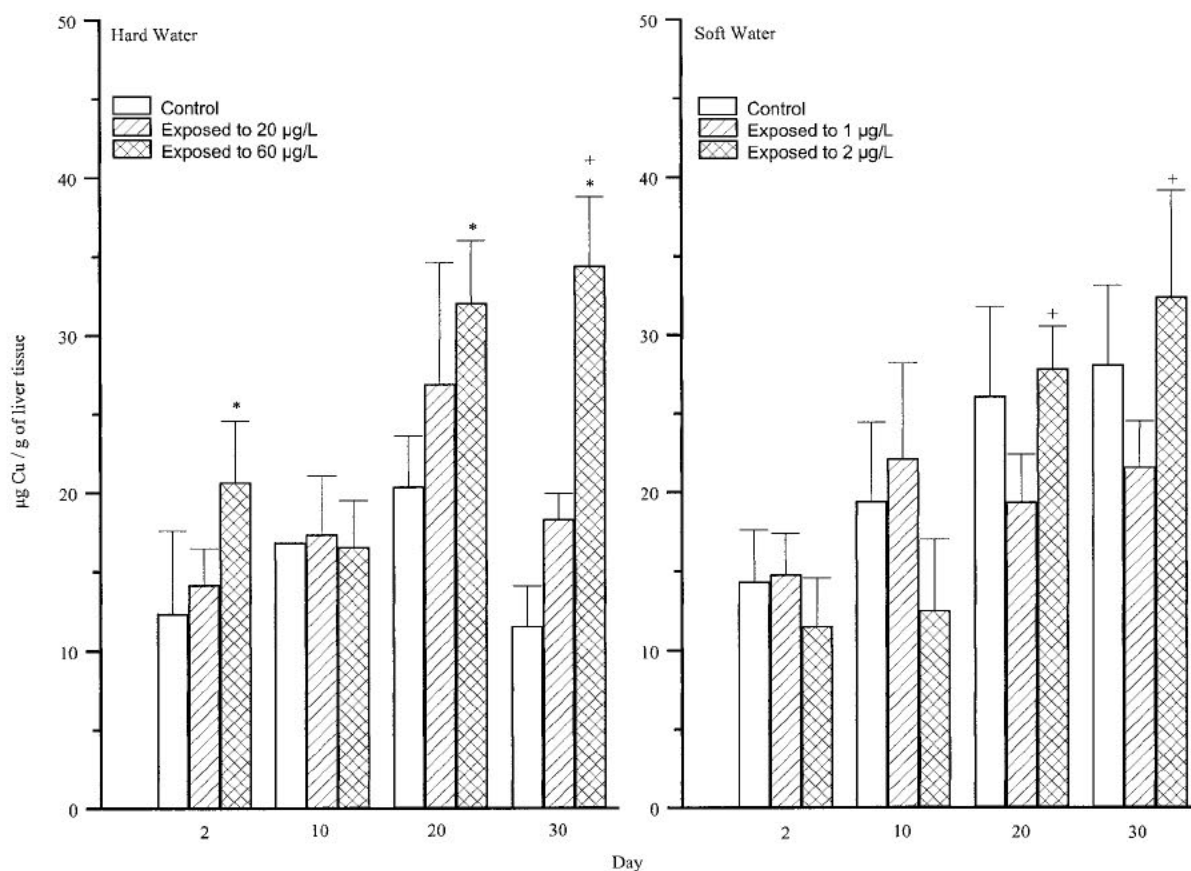 50
Hard Water
Control
Exposed to 20 µg/L
Exposed to 60 µg/L
40
30
20
10
0
*
*
+
*
2
10
20
30
µg Cu / g of liver tissue
50
Soft Water
Control
Exposed to 1 µg/L
Exposed to 2 µg/L
40
30
20
10
0
+
+
2
10
20
30
Day